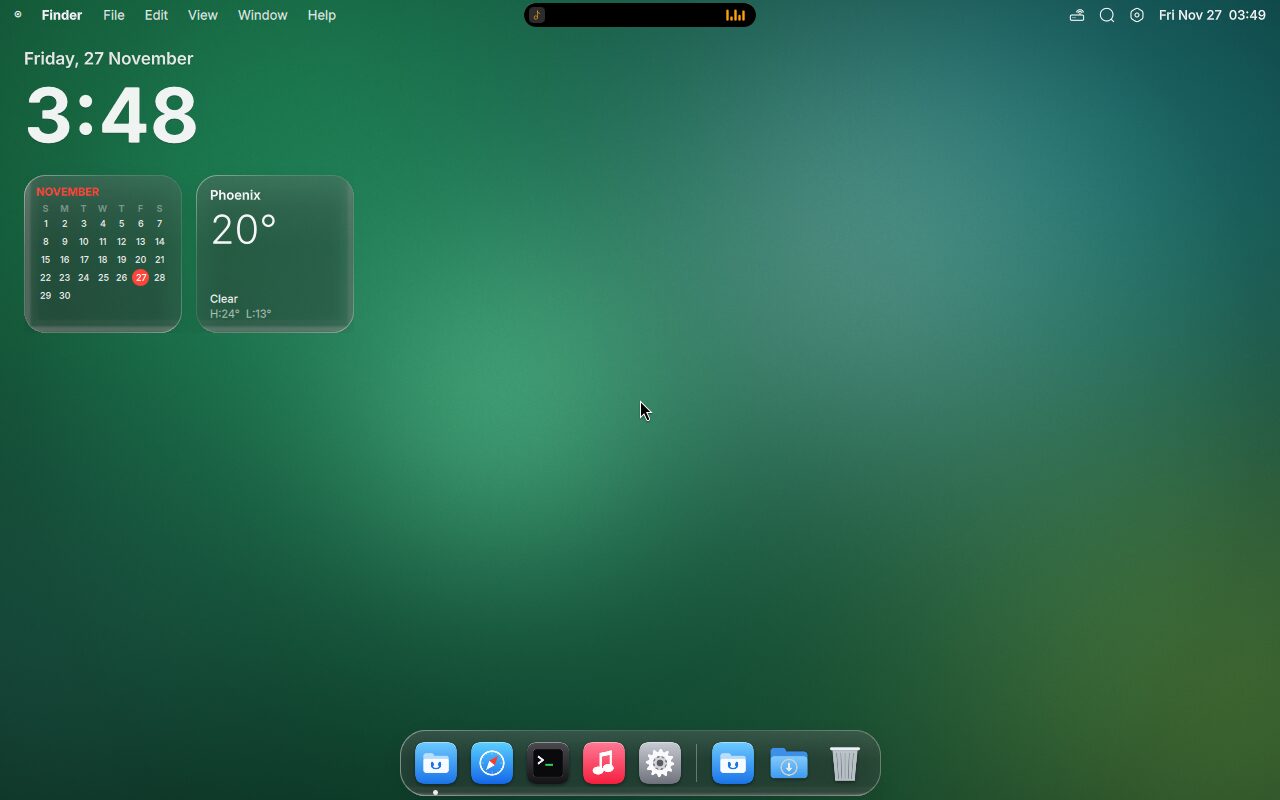 Finder File Edit View Window Help Fri Nov 27 03:49
Friday, 27 November
3:48
NOVEMBER
S M T W T F S
1 2 3 4 5 6 7
8 9 10 11 12 13 14
15 16 17 18 19 20 21
22 23 24 25 26 27 28
29 30
Phoenix
20°
Clear
H:24° L:13°